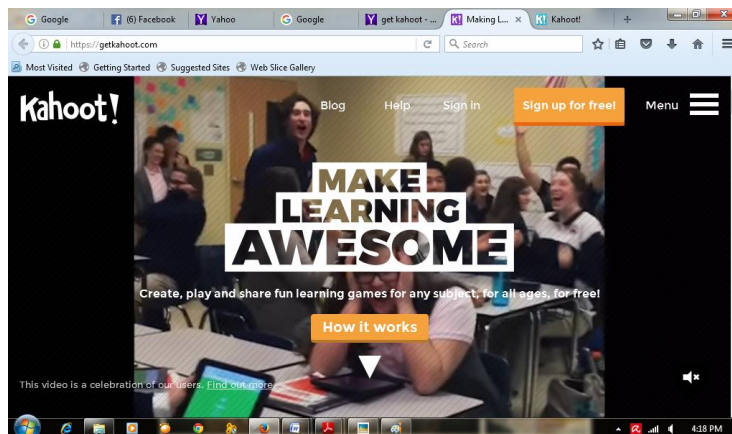 Google
(6) Facebook
Yahoo
Google
get kahoot - ...
Making L...
Kahoot!
https://getkahoot.com
Search
Most Visited Getting Started Suggested Sites Web Slice Gallery
Kahoot!
Blog Help Sign in Sign up for free! Menu
MAKE
LEARNING
AWESOME
Create, play and share fun learning games for any subject, for all ages, for free!
How it works
This video is a celebration of our users. Find out more
4:18 PM